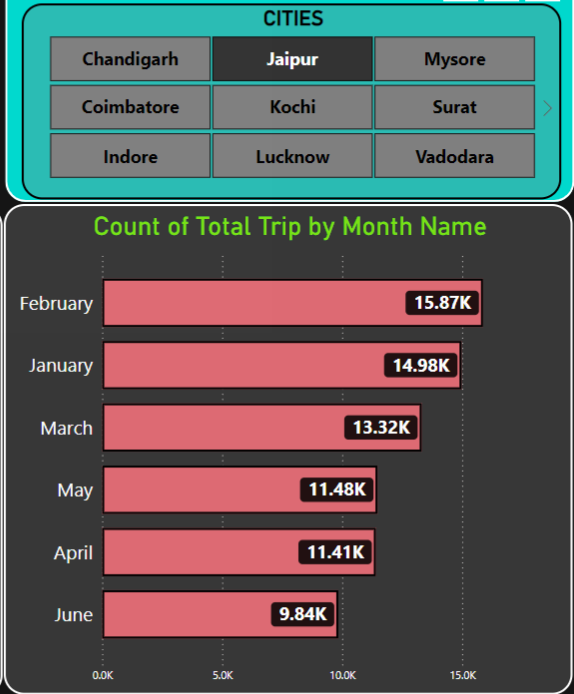 CITIES
Chandigarh Jaipur Mysore
Coimbatore Kochi Surat
Indore Lucknow Vadodara
Count of Total Trip by Month Name
February 15.87K
January 14.98K
March 13.32K
May 11.48K
April 11.41K
June 9.84K
0.0K 5.0K 10.0K 15.0K